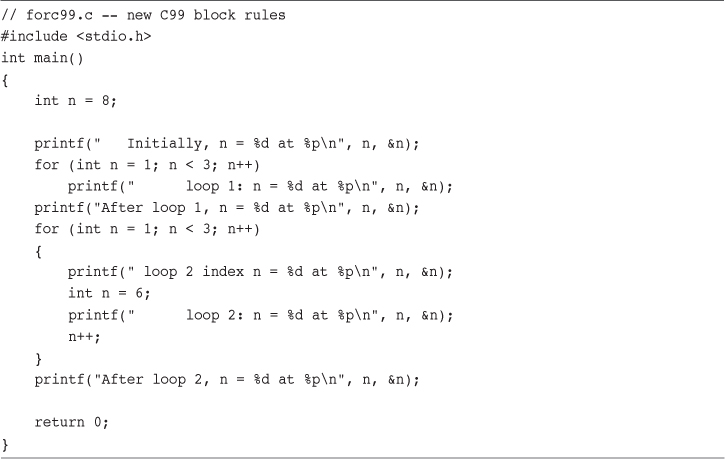 // forc99.c -- new C99 block rules
#include <stdio.h>
int main()
{
    int n = 8;

    printf("   Initially, n = %d at %p\n", n, &n);
    for (int n = 1; n < 3; n++)
        printf("      loop 1: n = %d at %p\n", n, &n);
    printf("After loop 1, n = %d at %p\n", n, &n);
    for (int n = 1; n < 3; n++)
    {
        printf(" loop 2 index n = %d at %p\n", n, &n);
        int n = 6;
        printf("      loop 2: n = %d at %p\n", n, &n);
        n++;
    }
    printf("After loop 2, n = %d at %p\n", n, &n);

    return 0;
}